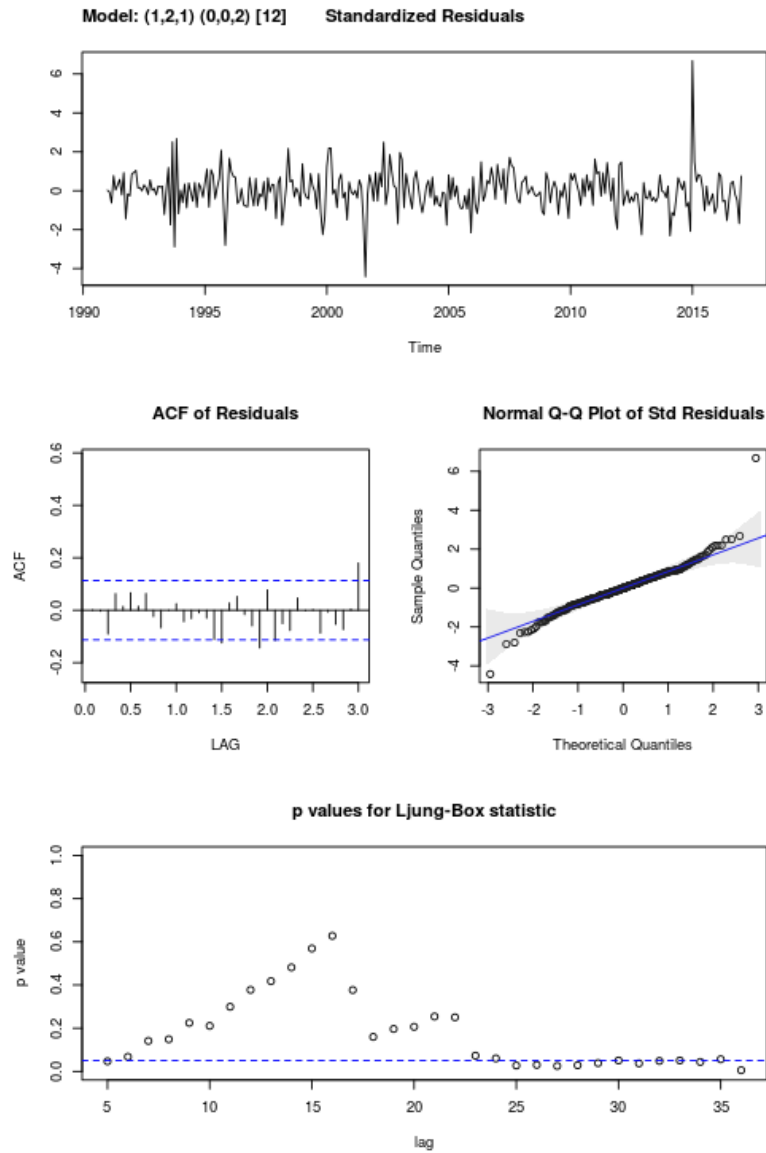 Model: (1,2,1) (0,0,2) [12] Standardized Residuals
6
4
2
0
-2
-4
1990 1995 2000 2005 2010 2015
Time
ACF of Residuals
ACF
0.6
0.4
0.2
0.0
-0.2
0.0 0.5 1.0 1.5 2.0 2.5 3.0
LAG
Normal Q-Q Plot of Std Residuals
Sample Quantiles
6
4
2
0
-2
-4
-3 -2 -1 0 1 2 3
Theoretical Quantiles
p values for Ljung-Box statistic
p value
1.0
0.8
0.6
0.4
0.2
0.0
5 10 15 20 25 30 35
lag